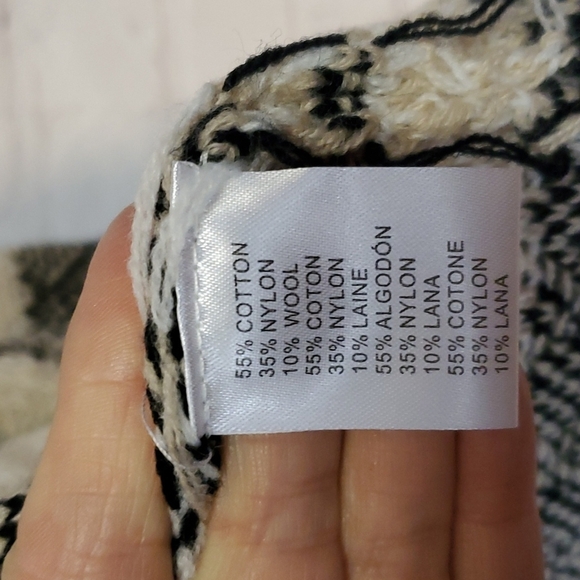 55% COTTON
35% NYLON
10% WOOL
55% COTON
35% NYLON
10% LAINE
55% ALGODÓN
35% NYLON
10% LANA
55% COTONE
35% NYLON
10% LANA